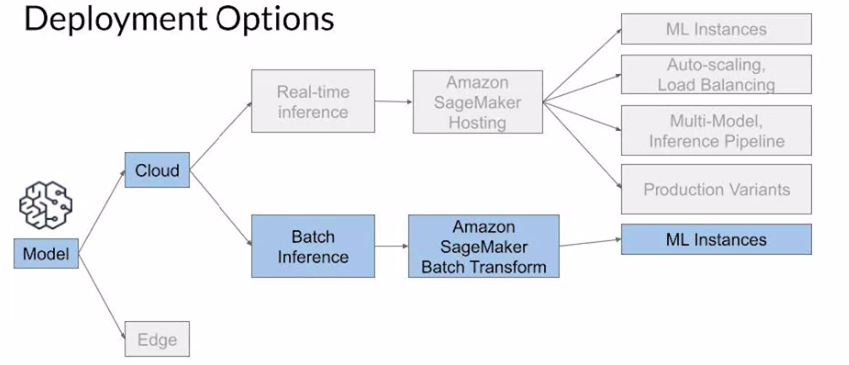 Deployment Options
ML Instances
Auto-scaling,
Load Balancing
Real-time
inference
Amazon
SageMaker
Hosting
Multi-Model,
Inference Pipeline
Cloud
Production Variants
Batch
Inference
Amazon
SageMaker
Batch Transform
ML Instances
Model
Edge